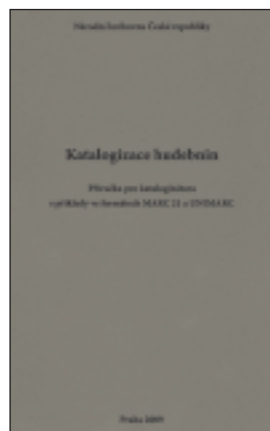 Národní knihovna České republiky
Katalogizace hudebnin
Příručka pro katalogizátory
s příklady ve formátech MARC 21 a UNIMARC
Praha 2009